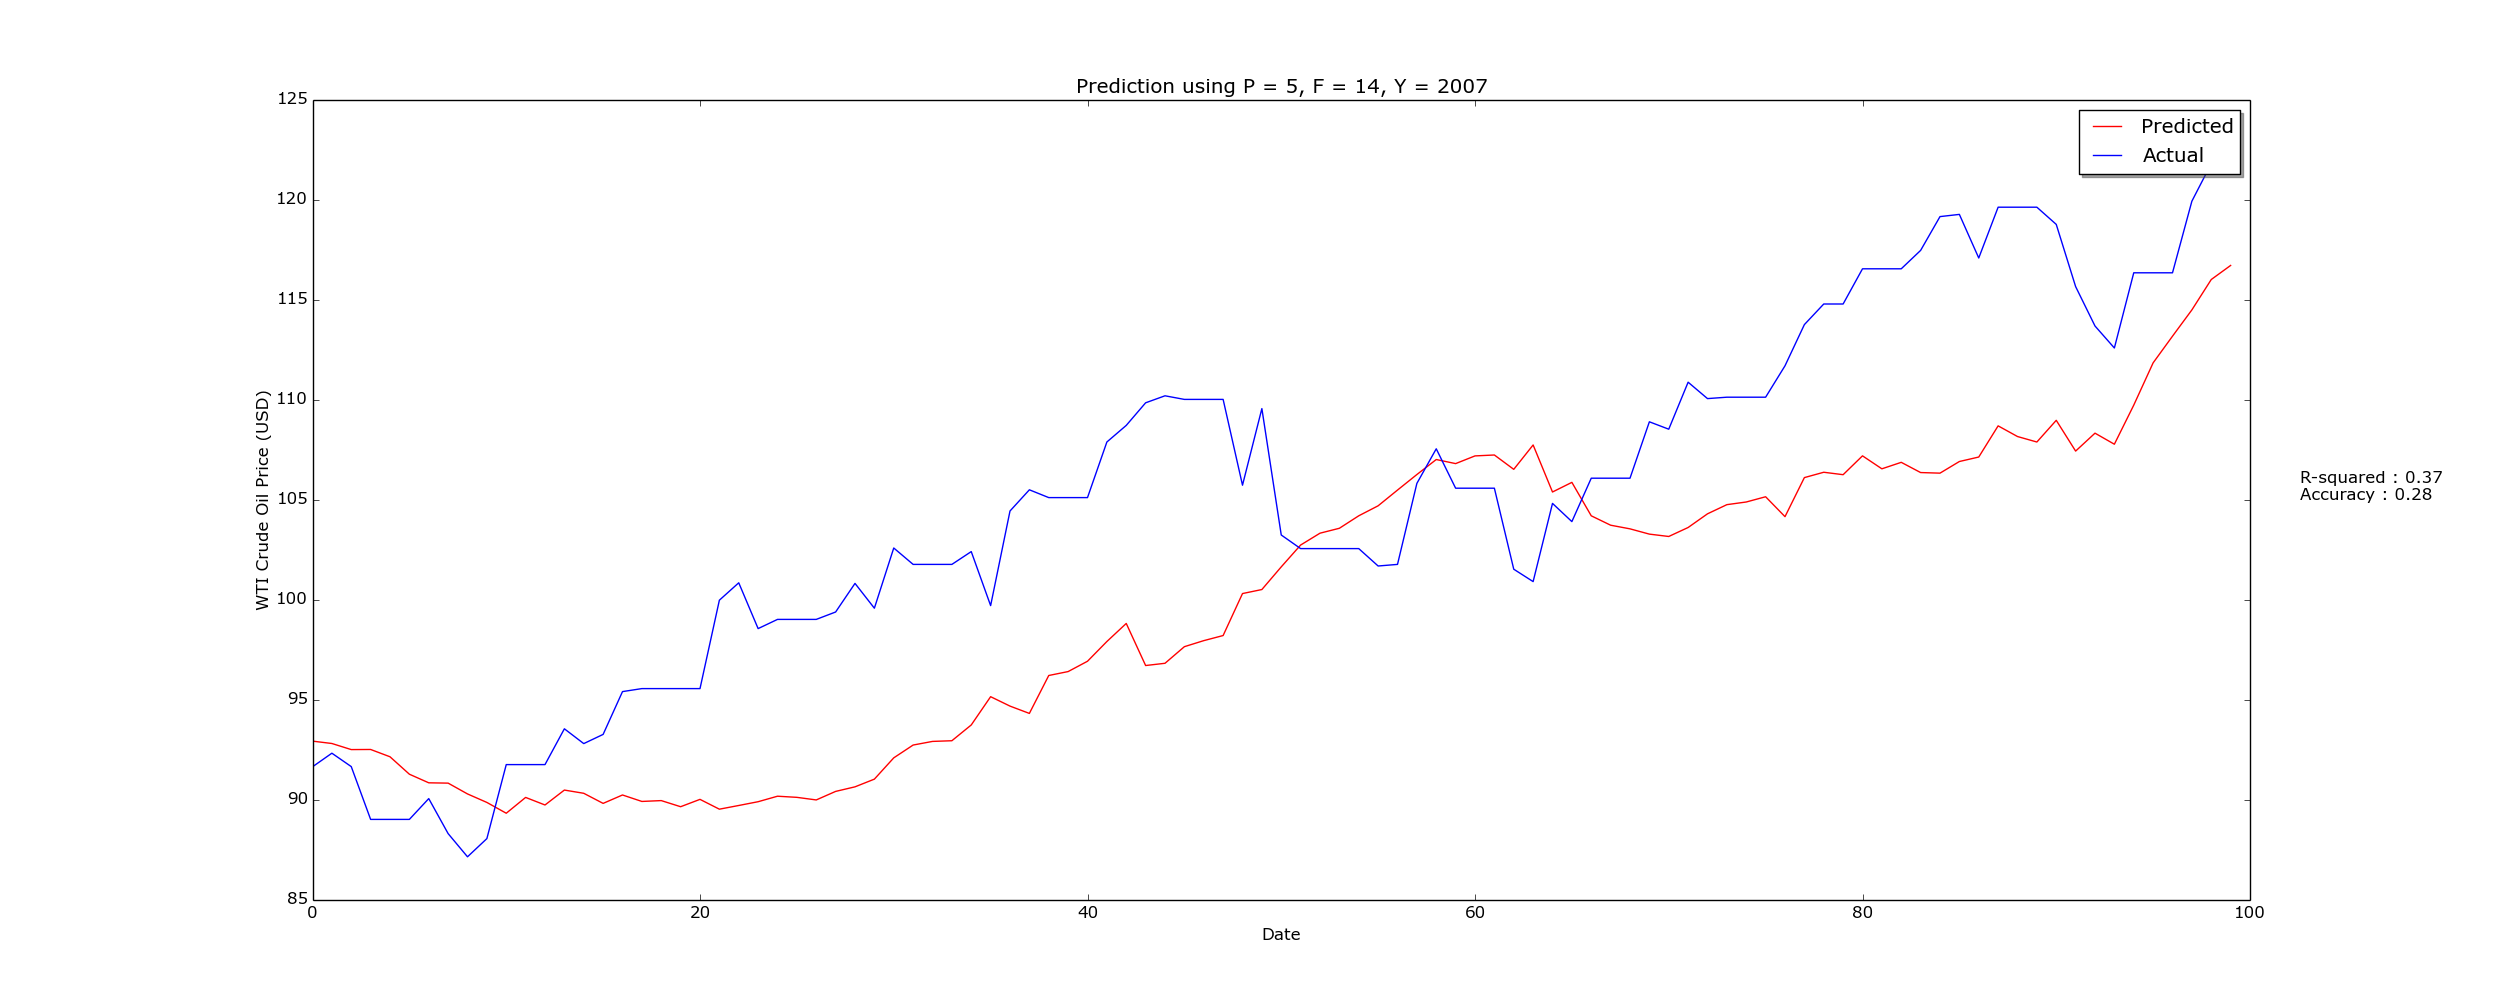 Prediction using P = 5, F = 14, Y = 2007
125
120
115
110
105
100
95
90
85
WTI Crude Oil Price (USD)
Predicted
Actual
R-squared : 0.37
Accuracy : 0.28
0
20
40
60
80
100
Date